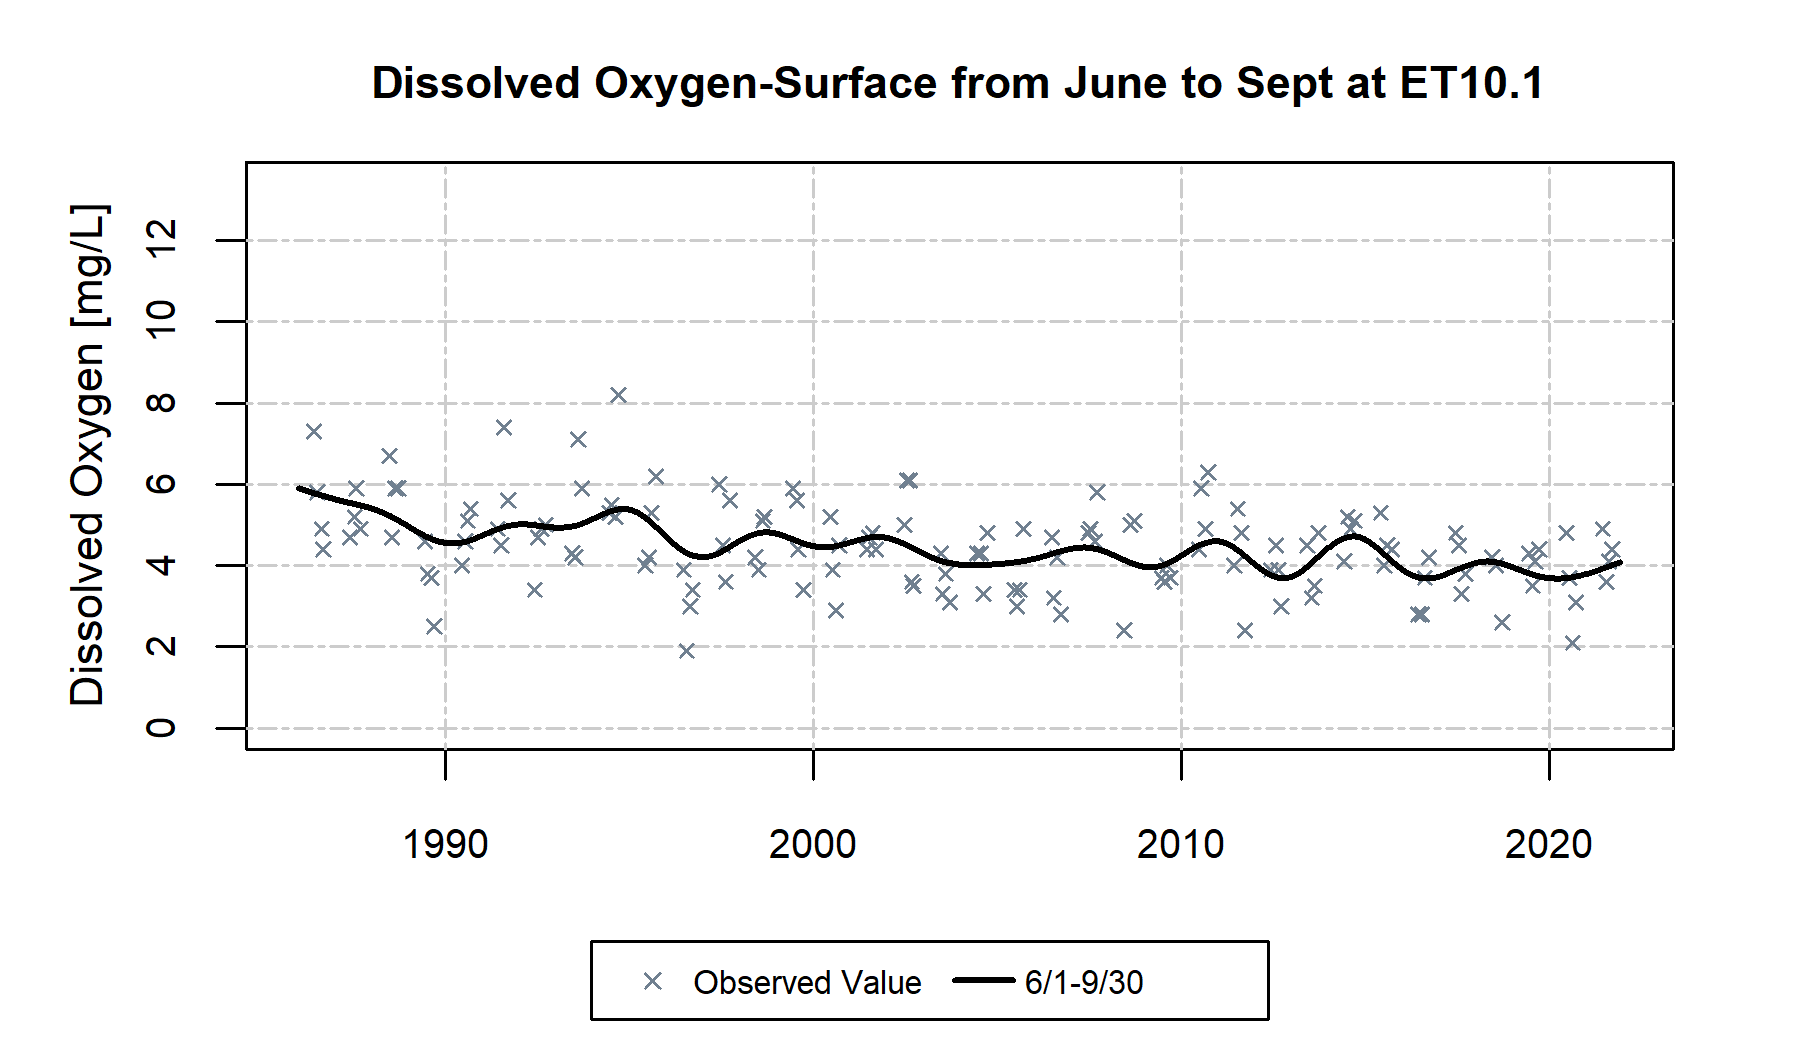 Dissolved Oxygen-Surface from June to Sept at ET10.1
Dissolved Oxygen [mg/L]
12
10
8
6
4
2
0
1990 2000 2010 2020
Observed Value 6/1-9/30